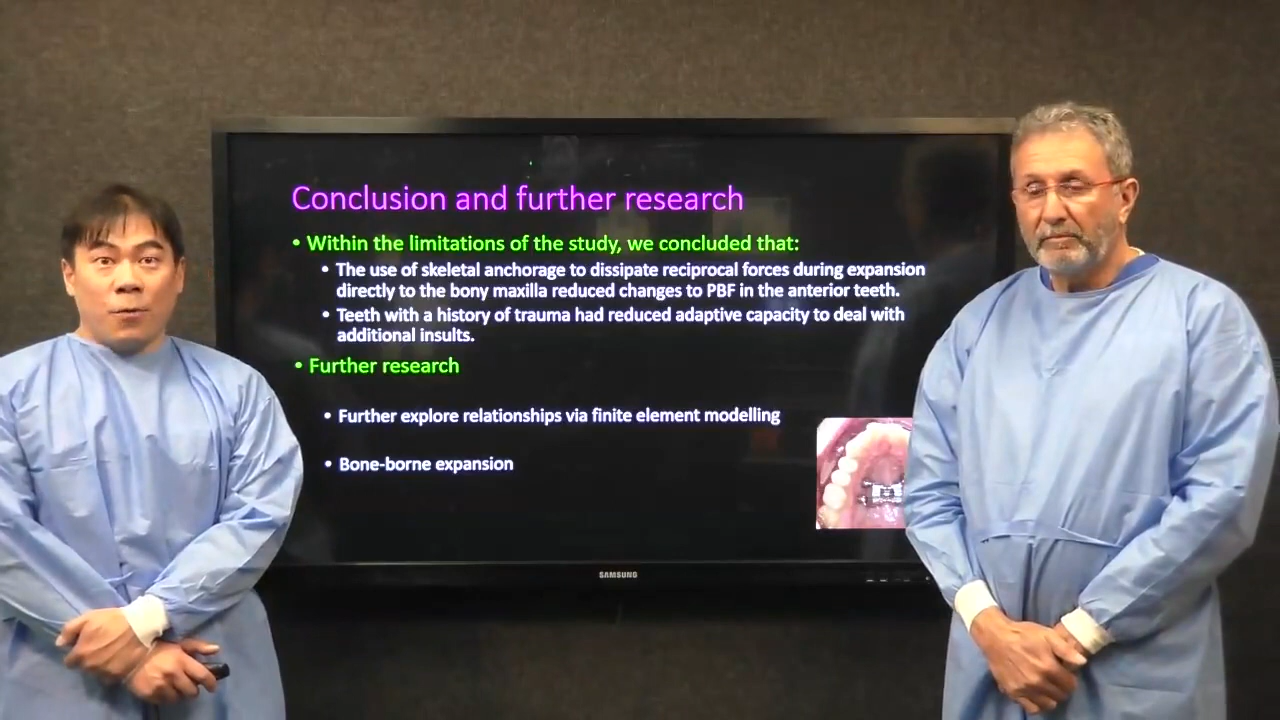 Conclusion and further research
• Within the limitations of the study, we concluded that:
• The use of skeletal anchorage to dissipate reciprocal forces during expansion
directly to the bony maxilla reduced changes to PBF in the anterior teeth.
• Teeth with a history of trauma had reduced adaptive capacity to deal with
additional insults.
• Further research
• Further explore relationships via finite element modelling
• Bone-borne expansion
SAMSUNG